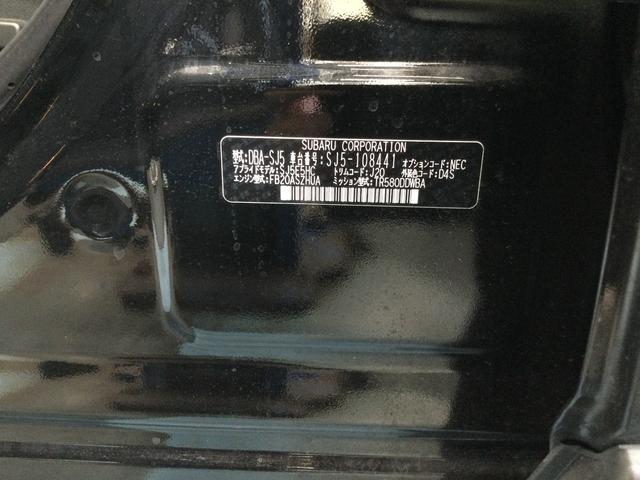 SUBARU CORPORATION
型式:DBA-SJ5 車台番号:SJ5-108441 オプションコード:NEC
アプライドモデル:SJ5E5HC トリムコード:J20 外装色コード:D4S
エンジン型式:FB20ASZHUA ミッション型式:TR580DDWBA